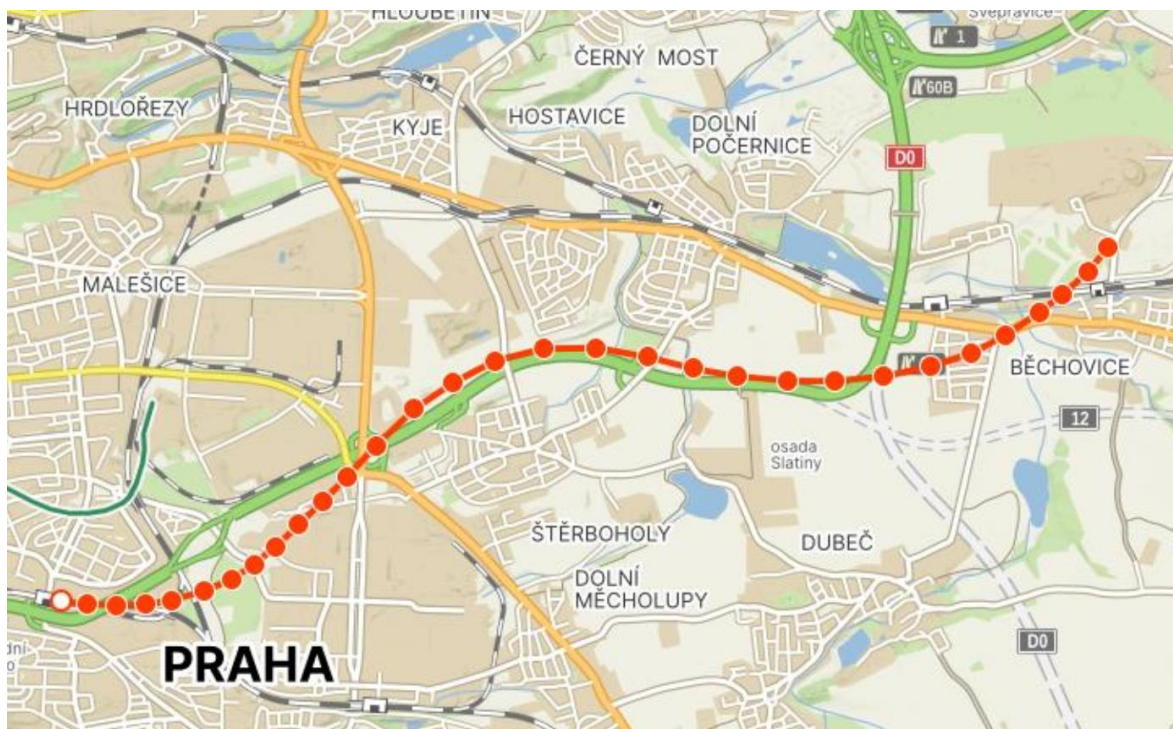 HLOUBĚTÍN
Svépravice
1
ČERNÝ MOST
60B
HRDLOŘEZY
HOSTAVICE
KYJE
DOLNÍ
POČERNICE
D0
MALEŠICE
BĚCHOVICE
12
osada
Slatiny
ŠTĚRBOHOLY
DUBEČ
DOLNÍ
MĚCHOLUPY
D0
PRAHA